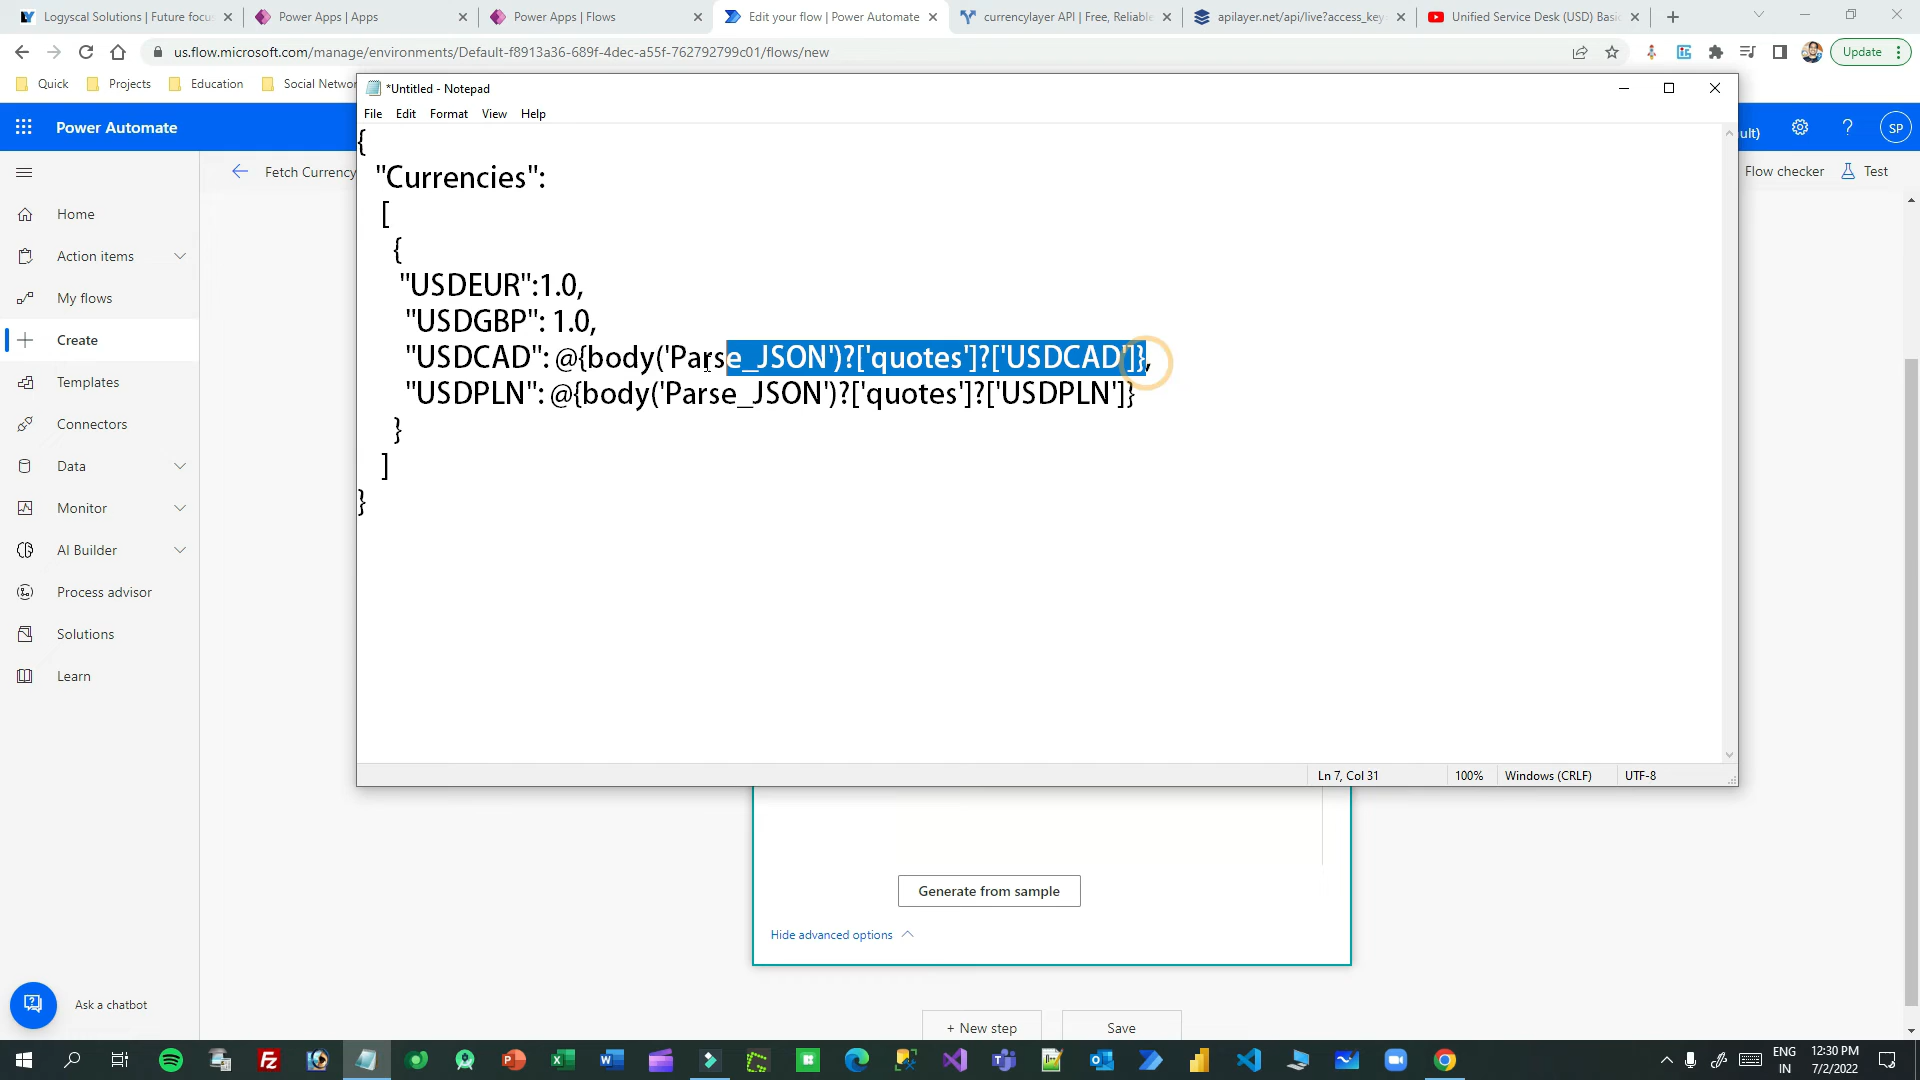 Logyscal Solutions | Future focu
Power Apps | Apps
Power Apps | Flows
Edit your flow | Power Automate
currencylayer API | Free, Reliable
apilayer.net/api/live?access_key
Unified Service Desk (USD) Basi
us.flow.microsoft.com/manage/environments/Default-f8913a36-689f-4dec-a55f-762792799c01/flows/new
Update
Quick
Projects
Education
Social Networ
*Untitled - Notepad
File Edit Format View Help
Power Automate
ult)
SP
Fetch Currency
Flow checker
Test
{
"Currencies":
[
{
"USDEUR":1.0,
"USDGBP": 1.0,
"USDCAD": @{body('Parse_JSON')?['quotes']?['USDCAD']},
"USDPLN": @{body('Parse_JSON')?['quotes']?['USDPLN']}
}
]
}
Home
Action items
My flows
Create
Templates
Connectors
Data
Monitor
AI Builder
Process advisor
Solutions
Learn
Ln 7, Col 31
100%
Windows (CRLF)
UTF-8
Generate from sample
Hide advanced options
Ask a chatbot
+ New step
Save
ENG
IN
12:30 PM
7/2/2022